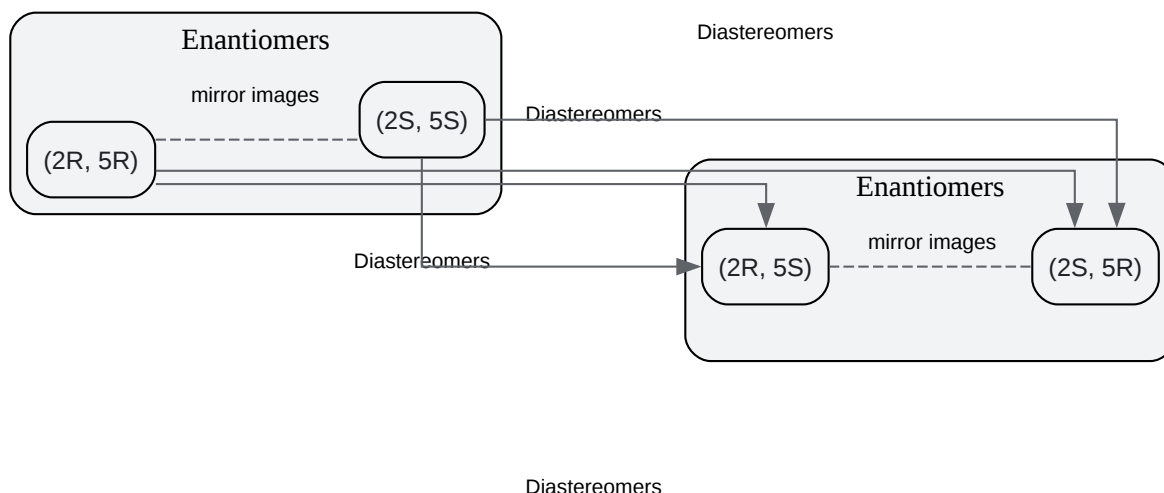 Diastereomers
Enantiomers
mirror images
(2S, 5S)
Diastereomers
(2R, 5R)
Enantiomers
mirror images
Diastereomers
(2R, 5S)
(2S, 5R)
Diastereomers